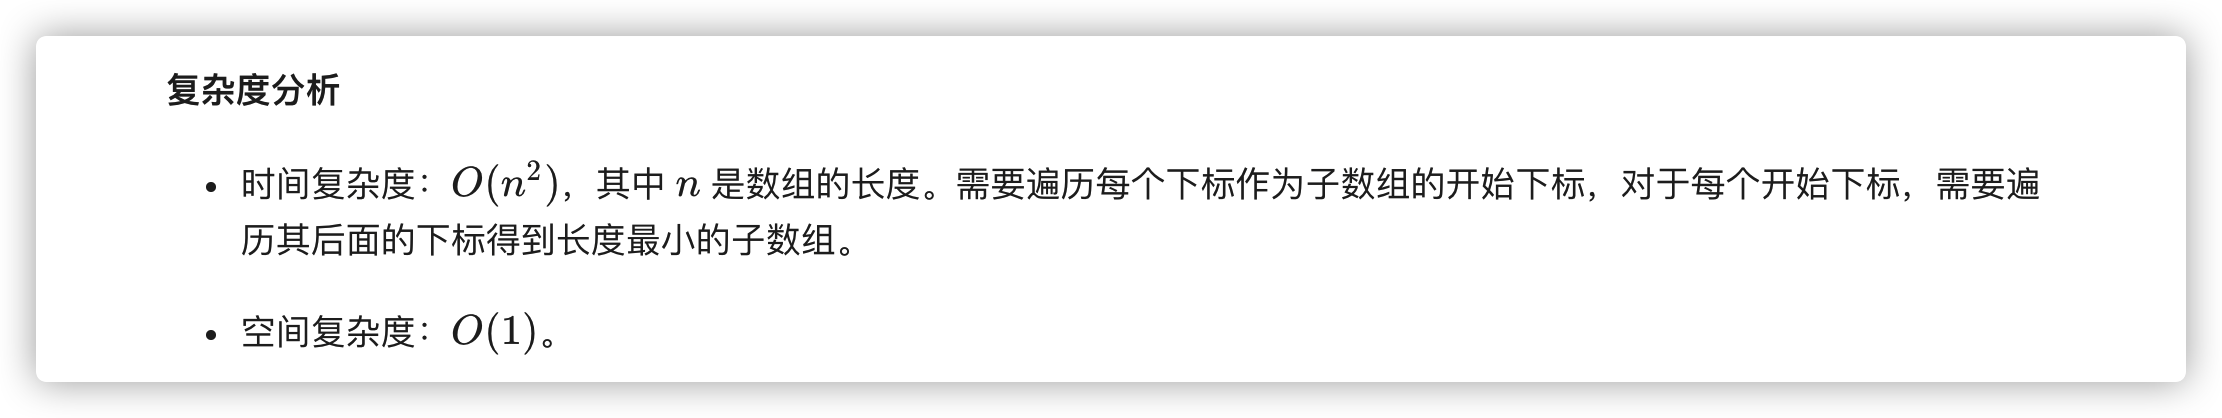 复杂度分析
• 时间复杂度：O(n²)，其中 n 是数组的长度。需要遍历每个下标作为子数组的开始下标，对于每个开始下标，需要遍
历其后面的下标得到长度最小的子数组。
• 空间复杂度：O(1)。